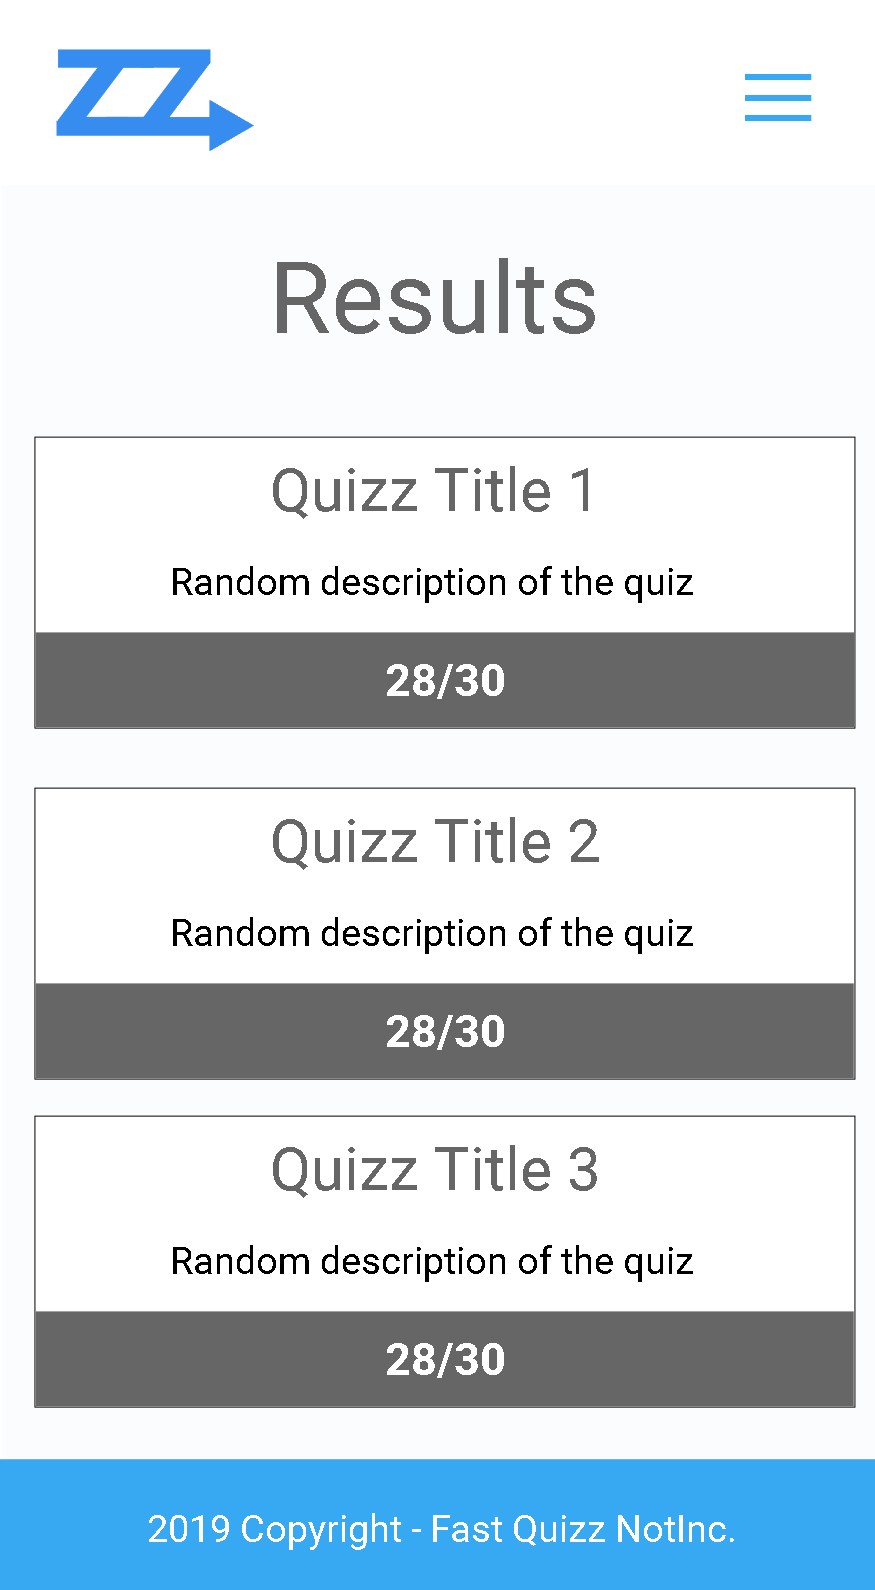 ZZ
Results
Quizz Title 1
Random description of the quiz
28/30
Quizz Title 2
Random description of the quiz
28/30
Quizz Title 3
Random description of the quiz
28/30
2019 Copyright - Fast Quizz NotInc.